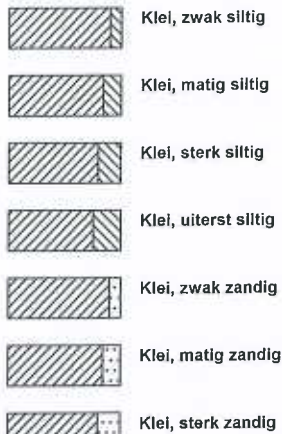 Klei, zwak siltig
Klei, matig siltig
Klei, sterk siltig
Klei, uiterst siltig
Klei, zwak zandig
Klei, matig zandig
Klei, sterk zandig